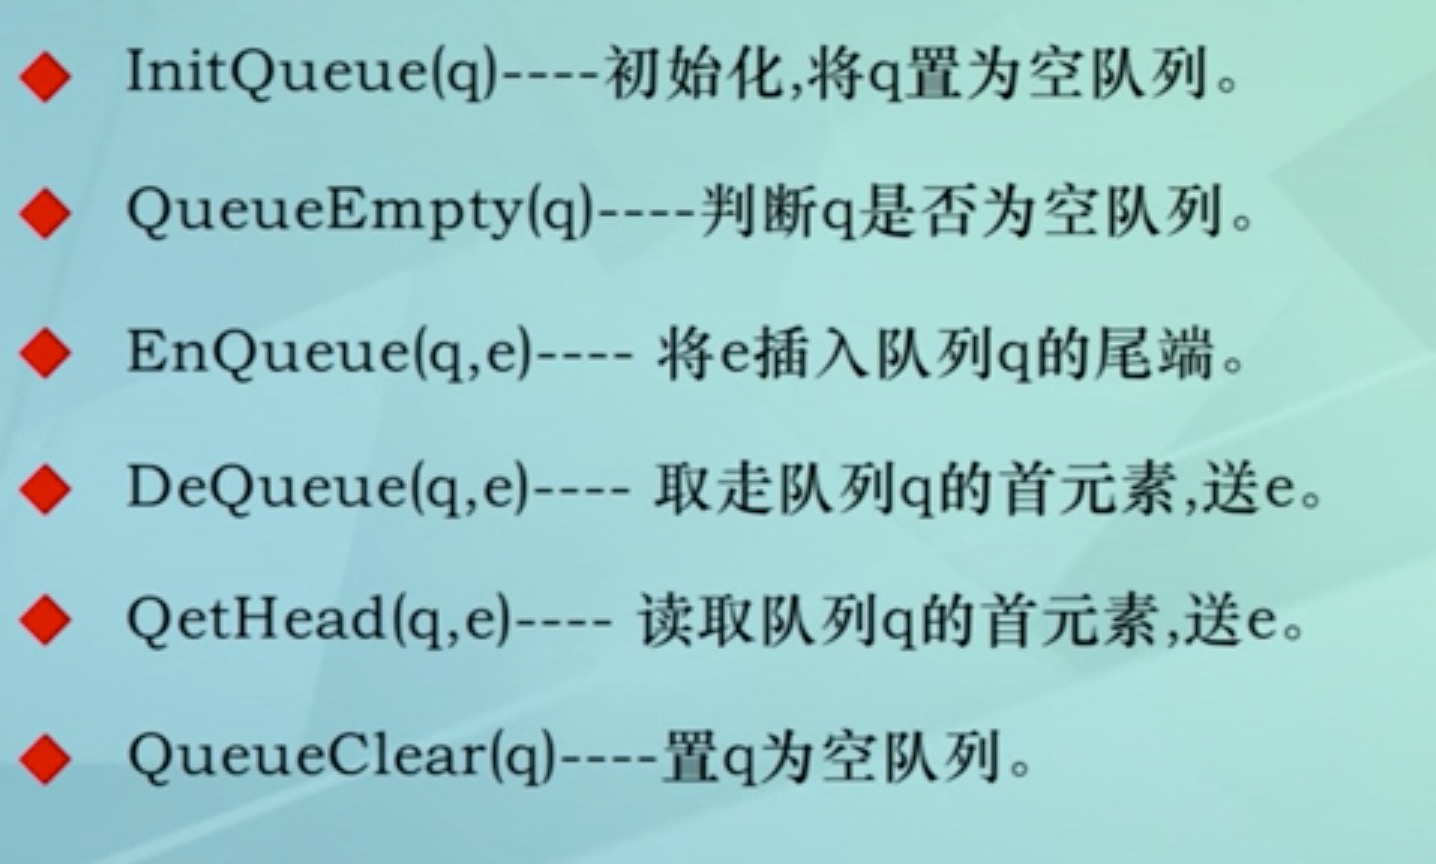 InitQueue(q)----初始化,将q置为空队列。
QueueEmpty(q)----判断q是否为空队列。
EnQueue(q,e)---- 将e插入队列q的尾端。
DeQueue(q,e)---- 取走队列q的首元素,送e。
QetHead(q,e)---- 读取队列q的首元素,送e。
QueueClear(q)----置q为空队列。